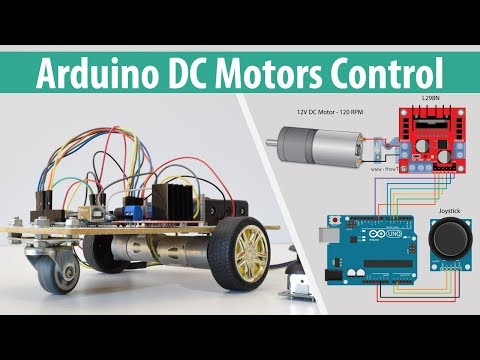 Arduino DC Motors Control
L298N
12V DC Motor - 120 RPM
Joystick
UNO